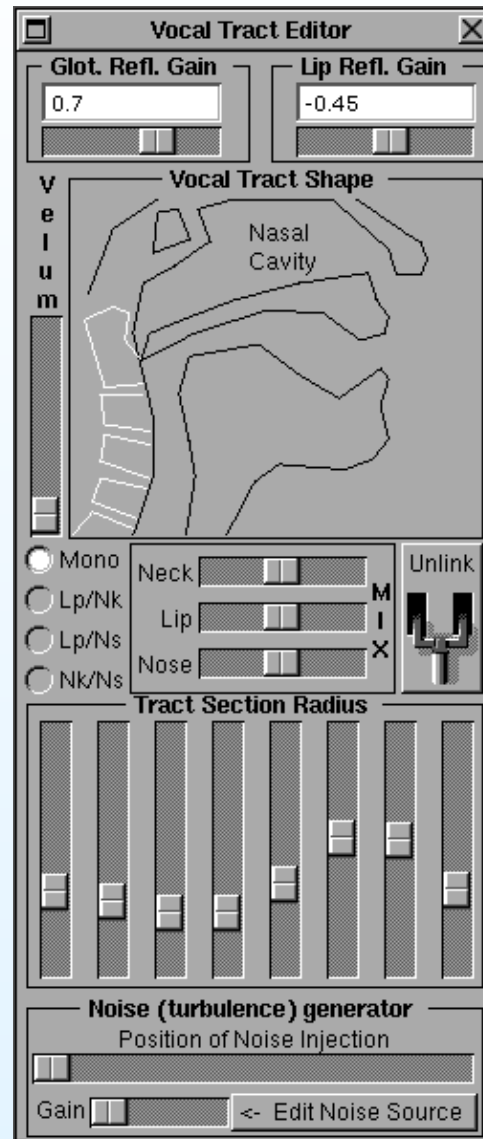 Vocal Tract Editor
Glot. Refl. Gain
Lip Refl. Gain
0.7
-0.45
Velum
Vocal Tract Shape
Nasal
Cavity
Mono
Lp/Nk
Lp/Ns
Nk/Ns
Neck
Lip
Nose
MIX
Unlink
Tract Section Radius
Noise (turbulence) generator
Position of Noise Injection
Gain
<- Edit Noise Source